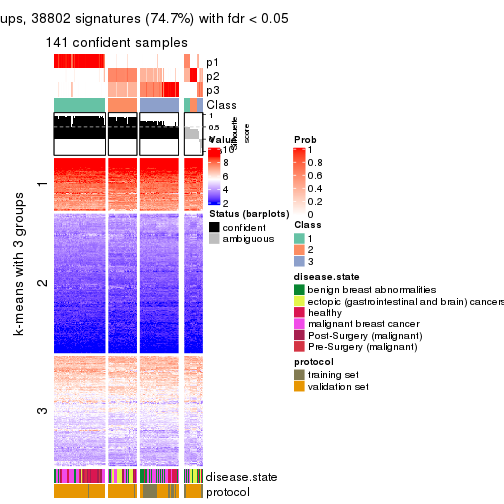 ups, 38802 signatures (74.7%) with fdr < 0.05
141 confident samples
p1
p2
p3
Class
1
0.5
0
Silhouette
score
k-means with 3 groups
1
2
3
Value
10
8
6
4
2
Status (barplots)
confident
ambiguous
Prob
1
0.8
0.6
0.4
0.2
0
Class
1
2
3
disease.state
benign breast abnormalities
ectopic (gastrointestinal and brain) cancers
healthy
malignant breast cancer
Post-Surgery (malignant)
Pre-Surgery (malignant)
protocol
training set
validation set
disease.state
protocol